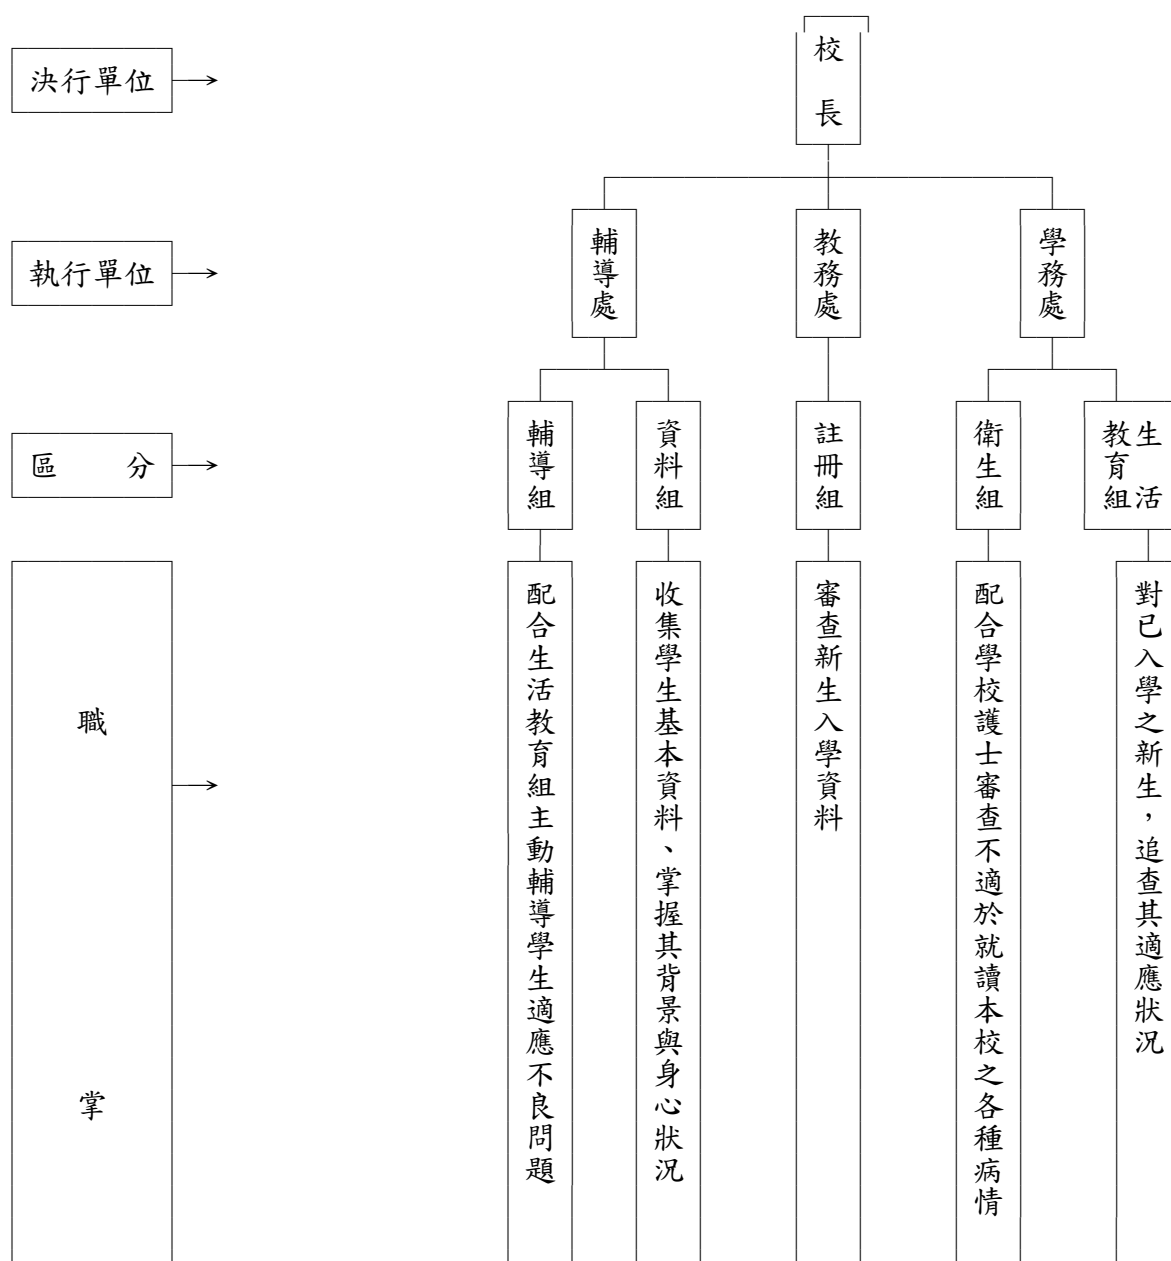 校長
決行單位
輔導處
教務處
學務處
執行單位
輔導組
資料組
註冊組
衛生組
生活教育組
區分
配合生活教育組主動輔導學生適應不良問題
收集學生基本資料、掌握其背景與身心狀況
審查新生入學資料
配合學校護士審查不適於就讀本校之各種病情
對已入學之新生，追查其適應狀況
職掌